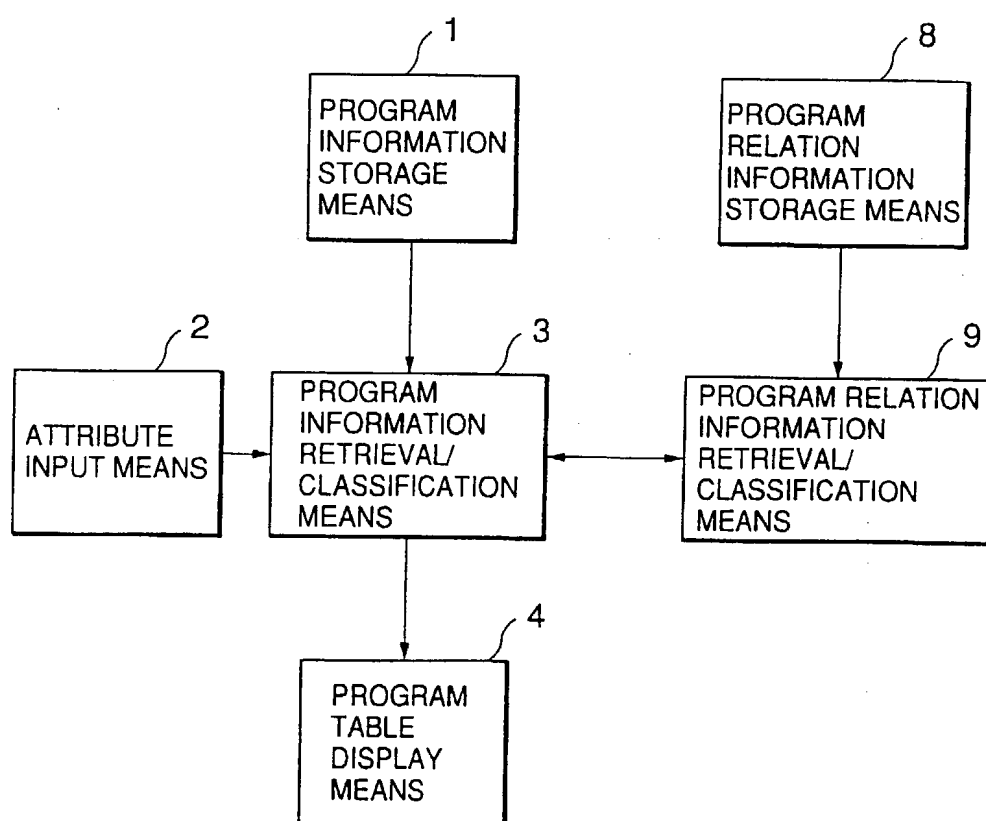 1
PROGRAM
INFORMATION
STORAGE
MEANS
8
PROGRAM
RELATION
INFORMATION
STORAGE MEANS
2
ATTRIBUTE
INPUT MEANS
3
PROGRAM
INFORMATION
RETRIEVAL/
CLASSIFICATION
MEANS
9
PROGRAM RELATION
INFORMATION
RETRIEVAL/
CLASSIFICATION
MEANS
4
PROGRAM
TABLE
DISPLAY
MEANS